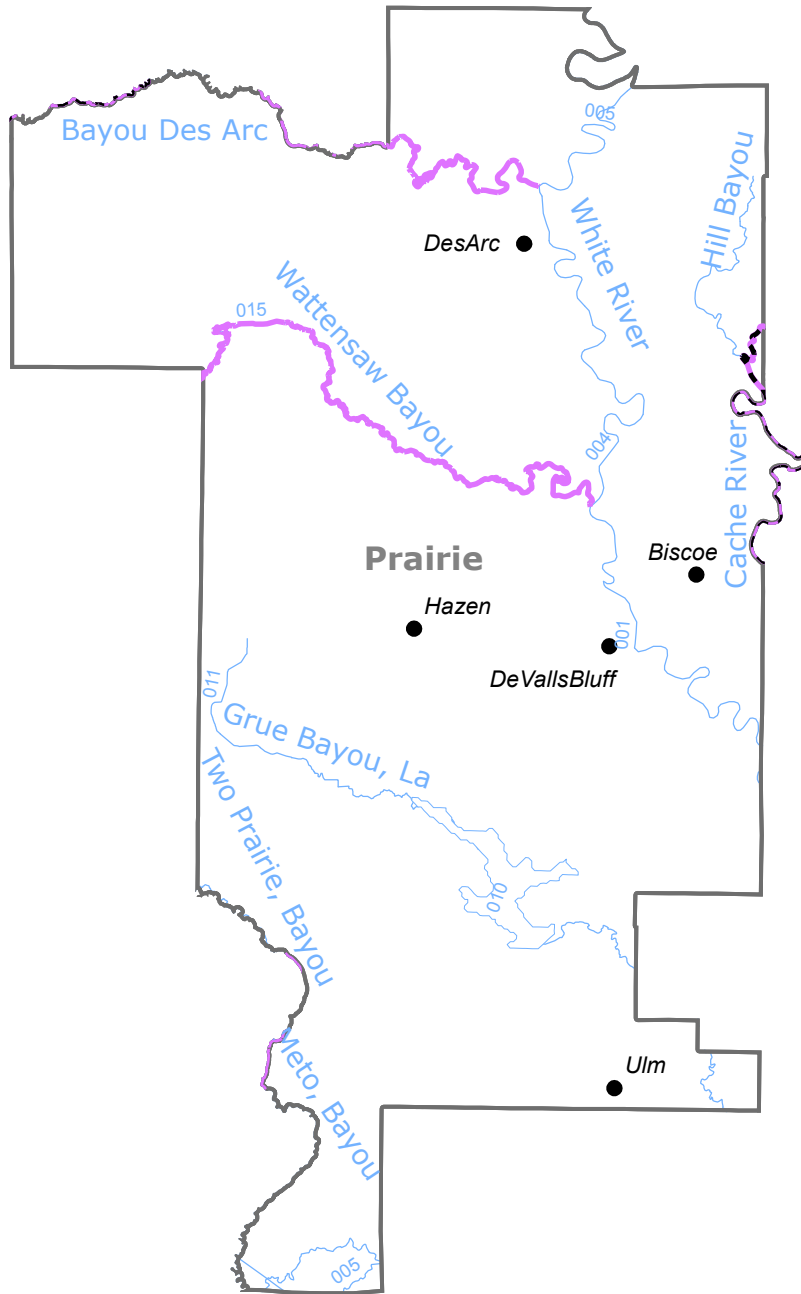 005
Bayou Des Arc
Hill Bayou
White River
DesArc
Wattensaw Bayou
015
004
Cache River
Prairie
Biscoe
Hazen
001
DeVallsBluff
011
Grue Bayou, La
Two Prairie, Bayou
010
Meto, Bayou
Ulm
005